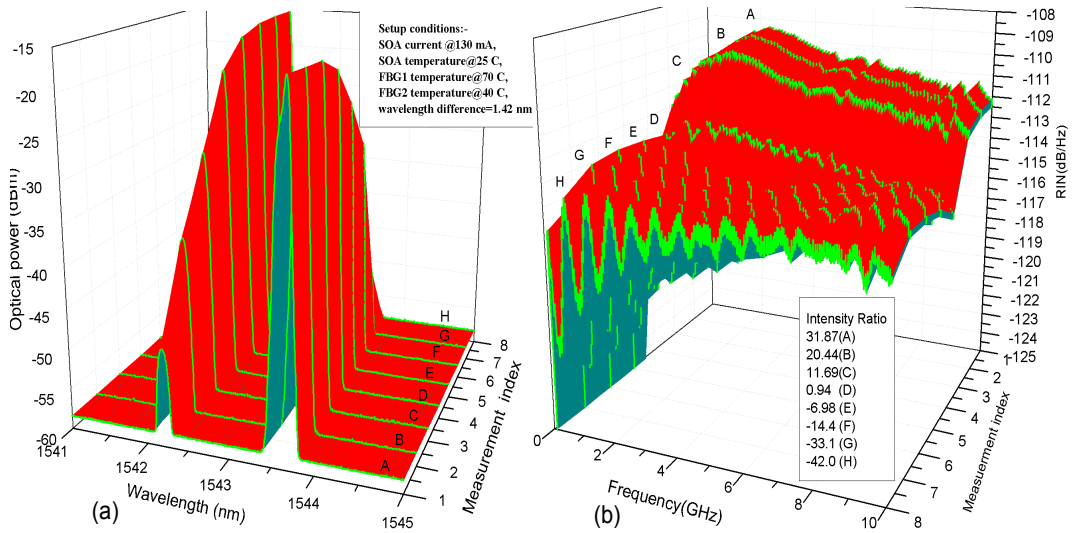 Setup conditions:-
SOA current @130 mA,
SOA temperature@25 C,
FBG1 temperature@70 C,
FBG2 temperature@40 C,
wavelength difference=1.42 nm
-15
-20
-25
-30
-35
-40
-45
-50
-55
-60
Optical power (dBm)
1541
1542
1543
1544
1545
Wavelength (nm)
1
2
3
4
5
6
7
8
Measurement index
H
G
F
E
D
C
B
A
(a)
A
B
C
D
E
F
G
H
-108
-109
-110
-111
-112
-113
-114
-115
-116
-117
-118
-119
-120
-121
-122
-123
-124
-125
RIN(dB/Hz)
Intensity Ratio
31.87(A)
20.44(B)
11.69(C)
0.94 (D)
-6.98 (E)
-14.4 (F)
-33.1 (G)
-42.0 (H)
0
2
4
6
8
10
Frequency(GHz)
1
2
3
4
5
6
7
8
Measuerment index
(b)